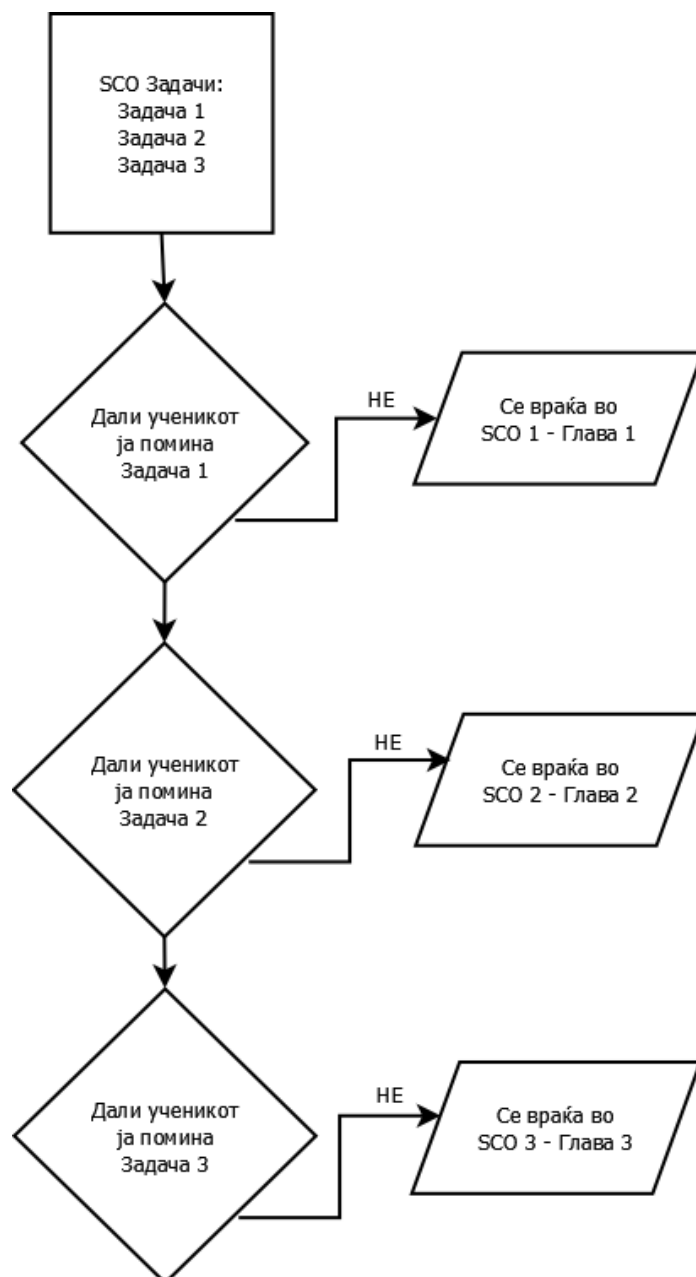 SCO Задачи:
Задача 1
Задача 2
Задача 3
Дали ученикот
ја помина
Задача 1
НЕ
Се враќа во
SCO 1 - Глава 1
Дали ученикот
ја помина
Задача 2
НЕ
Се враќа во
SCO 2 - Глава 2
Дали ученикот
ја помина
Задача 3
НЕ
Се враќа во
SCO 3 - Глава 3